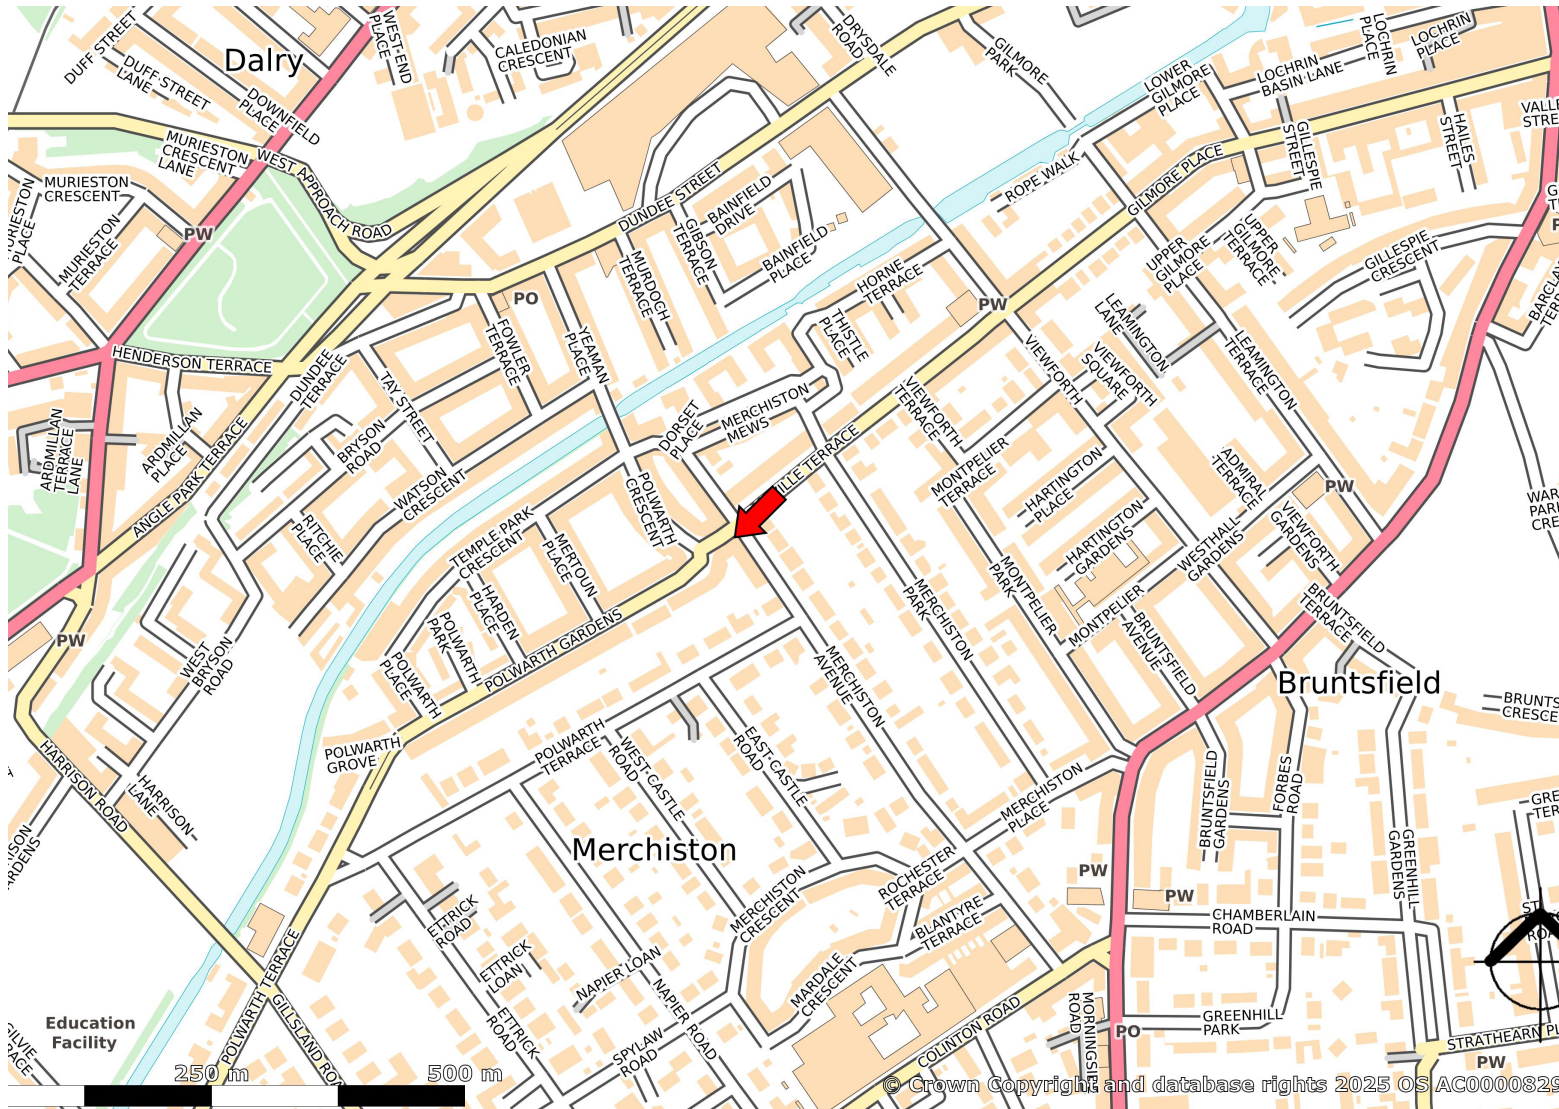 Dalry
DUFF STREET
DUFF STREET
LANE
WEST-END
PLACE
CALEDONIAN
CRESCENT
DRYSDALE
ROAD
GILMORE
PARK
LOWER
GILMORE
PLACE
LOCHRIN
BASIN LANE
LOCHRIN
PLACE
LOCHRIN
PLACE
DOWNFIELD
PLACE
MURIESTON
CRESCENT
LANE
WEST APPROACH ROAD
MURIESTON
CRESCENT
MURIESTON
PLACE
MURIESTON
TERRACE
PW
DUNDEE STREET
BAINFIELD
DRIVE
GIBSON
TERRACE
BAINFIELD
PLACE
MURDOCH
TERRACE
ROPE WALK
GILMORE PLACE
GILLESPIE
STREET
HAILES
STREET
UPPER
GILMORE
PLACE
UPPER
GILMORE
TERRACE
GILLESPIE
CRESCENT
HORNE
TERRACE
THISTLE
PLACE
PW
PO
FOWLER
TERRACE
YEAMAN
PLACE
HENDERSON TERRACE
DUNDEE
TERRACE
TAY STREET
LEAMINGTON
LANE
LEAMINGTON
TERRACE
VIEWFORTH
VIEWFORTH
SQUARE
VIEWFORTH
TERRACE
ARDMILLAN
TERRACE
LANE
ARDMILLAN
PLACE
ANGLE PARK TERRACE
BRYSON
ROAD
WATSON
CRESCENT
RITCHIE
PLACE
DORSET
PLACE
MERCHISTON
MEWS
POLWARTH
CRESCENT
MONTPELIER
TERRACE
HARTINGTON
PLACE
HARTINGTON
GARDENS
ADMIRAL
TERRACE
PW
WESTHALL
GARDENS
VIEWFORTH
GARDENS
TEMPLE PARK
CRESCENT
MERTOUN
PLACE
HARDEN
PLACE
POLWARTH
PARK
POLWARTH
PLACE
POLWARTH GARDENS
MERCHISTON
PARK
MONTPELIER
PARK
MONTPELIER
BRUNTSFIELD
AVENUE
BRUNTSFIELD
TERRACE
Bruntsfield
PW
WEST
BRYSON
ROAD
HARRISON ROAD
HARRISON
LANE
POLWARTH
GROVE
POLWARTH
TERRACE
WEST-CASTLE
ROAD
EAST-CASTLE
ROAD
MERCHISTON
AVENUE
MERCHISTON
PLACE
BRUNTSFIELD
GARDENS
FORBES
ROAD
GREENHILL
GARDENS
Merchiston
ETTRICK
ROAD
ETTRICK
LOAN
NAPIER LOAN
NAPIER ROAD
ETTRICK
ROAD
SPYLAW
ROAD
MERCHISTON
CRESCENT
ROCHESTER
TERRACE
BLANTYRE
TERRACE
MARDALE
CRESCENT
COLINTON ROAD
PW
PW
CHAMBERLAIN
ROAD
GREENHILL
PARK
PO
STRATHEARN PL
PW
POLWARTH TERRACE
Education
Facility
250 m
500 m
© Crown Copyright and database rights 2025 OS AC0000829